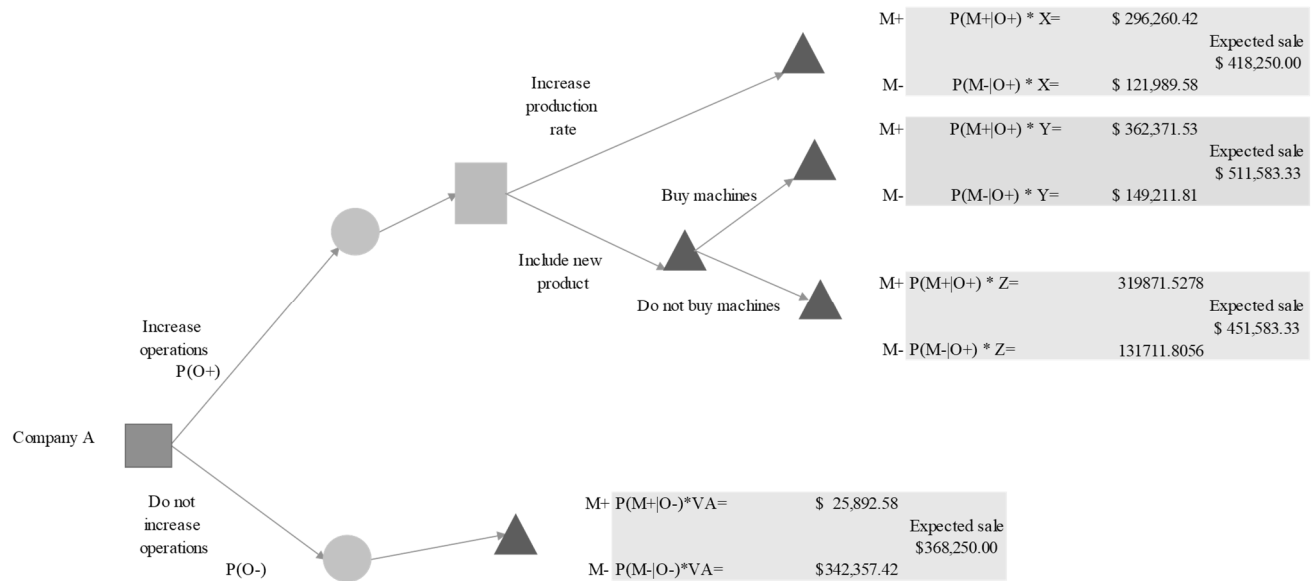 M+ P(M+|O+) * X= $ 296,260.42
Expected sale
$ 418,250.00
M- P(M-|O+) * X= $ 121,989.58
Increase
production
rate
M+ P(M+|O+) * Y= $ 362,371.53
Expected sale
$ 511,583.33
M- P(M-|O+) * Y= $ 149,211.81
Buy machines
Include new
product
Do not buy machines
M+ P(M+|O+) * Z= 319871.5278
Expected sale
$ 451,583.33
M- P(M-|O+) * Z= 131711.8056
Increase
operations
P(O+)
Company A
Do not
increase
operations
P(O-)
M+ P(M+|O-)*VA= $ 25,892.58
Expected sale
$368,250.00
M- P(M-|O-)*VA= $342,357.42